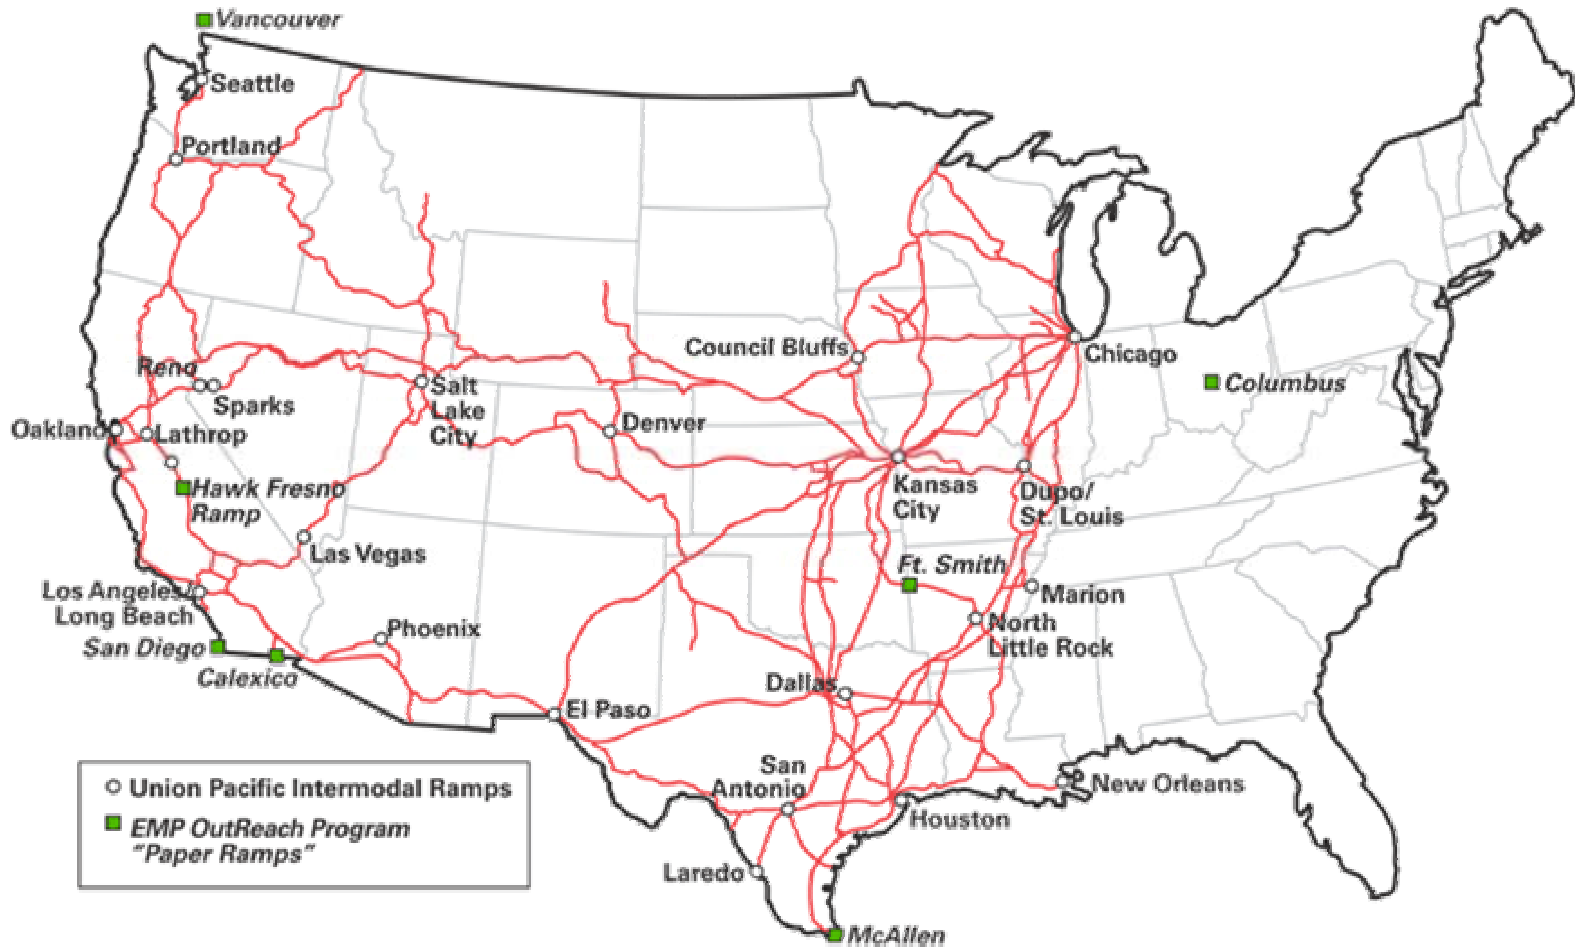 Vancouver
Seattle
Portland
Council Bluffs
Chicago
Reno
Salt
Lake
City
Columbus
Sparks
Denver
Oakland
Lathrop
Hawk Fresno
Ramp
Kansas
City
Dupo/
St. Louis
Las Vegas
Ft. Smith
Los Angeles/
Long Beach
Marion
Phoenix
North
Little Rock
San Diego
Calexico
Dallas
El Paso
San
Antonio
New Orleans
Houston
Laredo
McAllen
Union Pacific Intermodal Ramps
EMP OutReach Program
"Paper Ramps"